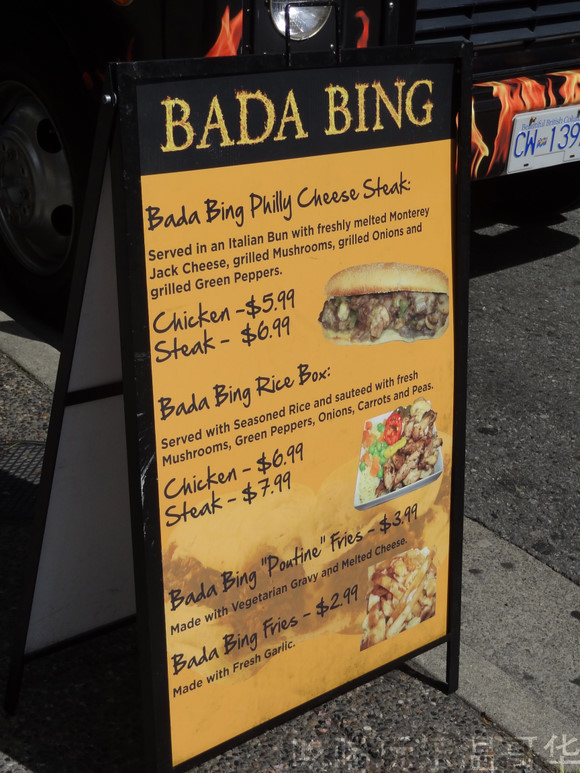 BADA BING
Bada Bing Philly Cheese Steak:
Served in an Italian Bun with freshly melted Monterey
Jack Cheese, grilled Mushrooms, grilled Onions and
grilled Green Peppers.
Chicken - $5.99
Steak - $6.99
Bada Bing Rice Box:
Served with Seasoned Rice and sauteed with fresh
Mushrooms, Green Peppers, Onions, Carrots and Peas.
Chicken - $6.99
Steak - $7.99
Bada Bing "Poutine" Fries - $3.99
Made with Vegetarian Gravy and Melted Cheese.
Bada Bing Fries - $2.99
Made with Fresh Garlic.
Beautiful British
CW 139